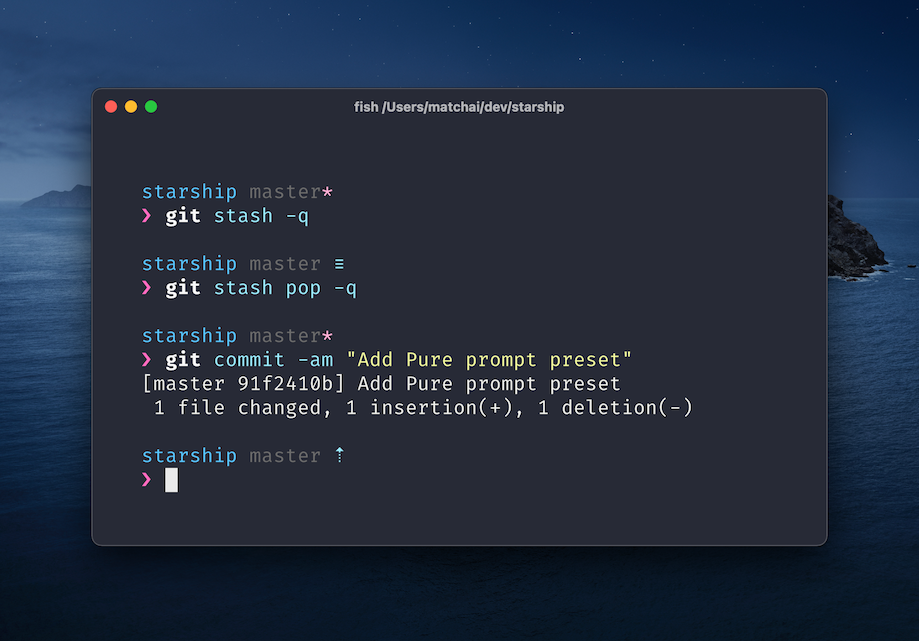 fish /Users/matchai/dev/starship
starship master*
❯ git stash -q
starship master ≡
❯ git stash pop -q
starship master*
❯ git commit -am "Add Pure prompt preset"
[master 91f2410b] Add Pure prompt preset
 1 file changed, 1 insertion(+), 1 deletion(-)
starship master ⇡
❯